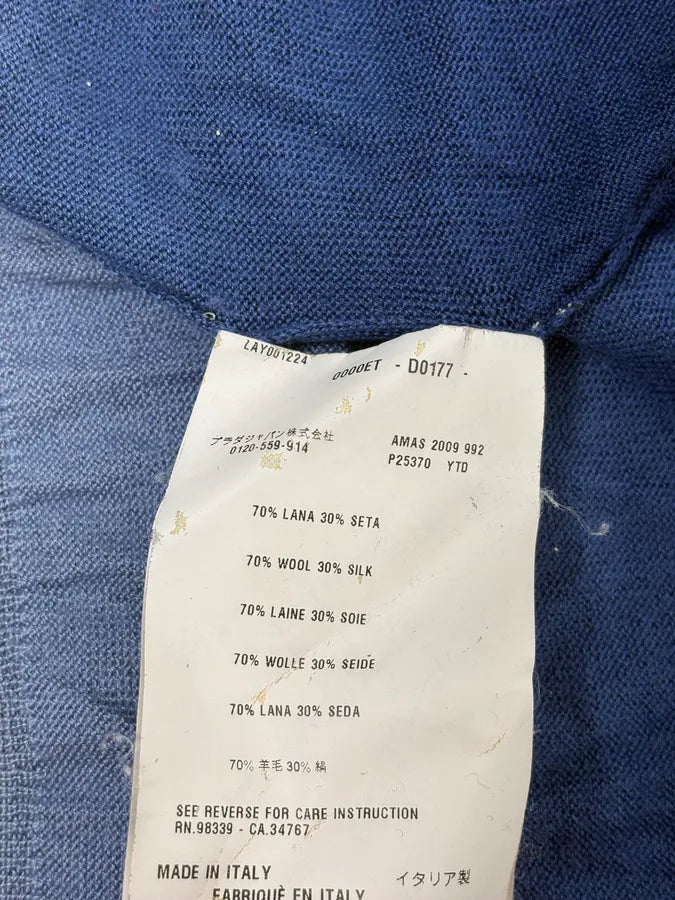 LAY001224
0000ET - D0177 -
プラダジャパン株式会社
0120-559-914
AMAS 2009 992
P25370 YTD
70% LANA 30% SETA
70% WOOL 30% SILK
70% LAINE 30% SOIE
70% WOLLE 30% SEIDE
70% LANA 30% SEDA
70% 羊毛 30% 絹
SEE REVERSE FOR CARE INSTRUCTION
RN.98339 - CA.34767
MADE IN ITALY
イタリア製
FABRIQUÈ EN ITALY